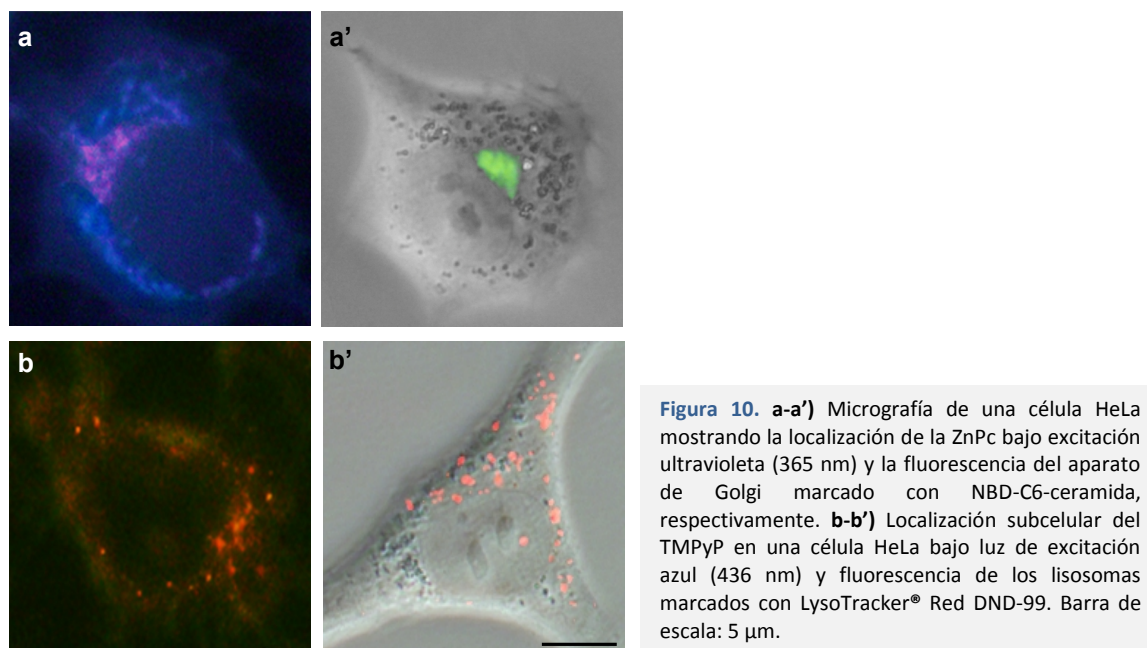 a
a’
b
b’
Figura 10. a-a’) Micrografía de una célula HeLa
mostrando la localización de la ZnPc bajo excitación
ultravioleta (365 nm) y la fluorescencia del aparato
de Golgi marcado con NBD-C6-ceramida,
respectivamente. b-b’) Localización subcelular del
TMPyP en una célula HeLa bajo luz de excitación
azul (436 nm) y fluorescencia de los lisosomas
marcados con LysoTracker® Red DND-99. Barra de
escala: 5 µm.